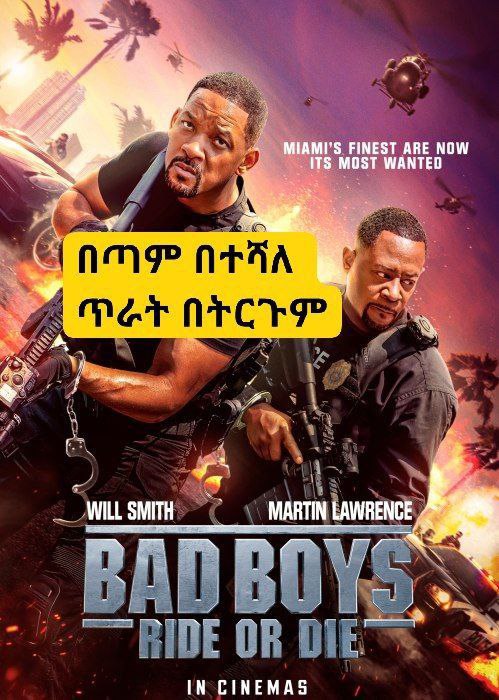 MIAMI'S FINEST ARE NOW
ITS MOST WANTED
በጣም በተሻለ
ጥራት በትርጉም
WILL SMITH MARTIN LAWRENCE
BAD BOYS
RIDE OR DIE
IN CINEMAS